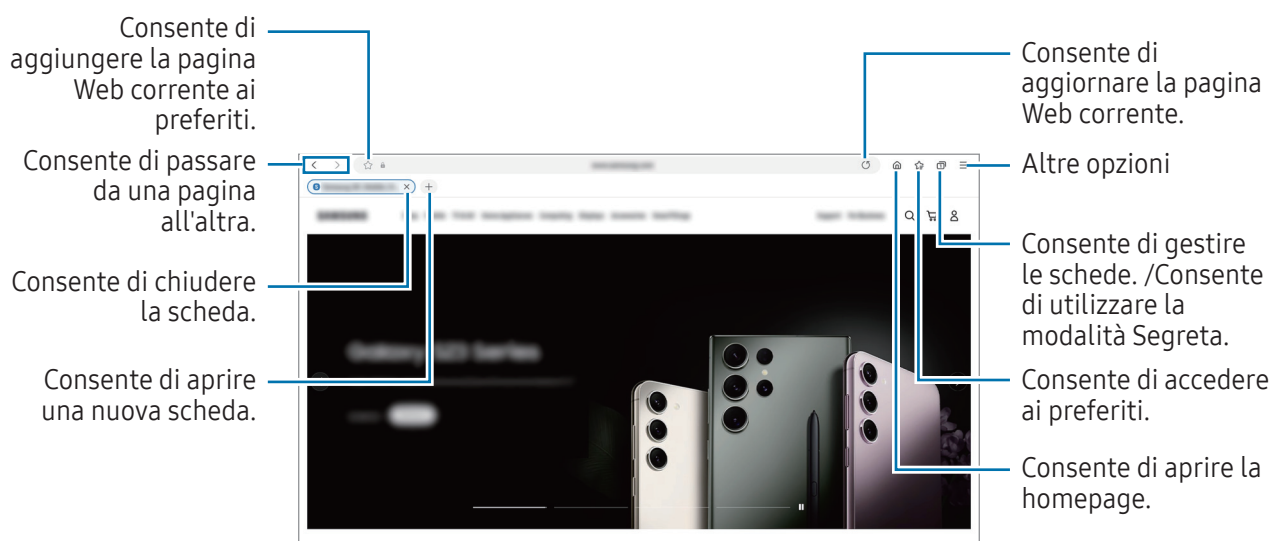 Consente di
aggiungere la pagina
Web corrente ai
preferiti.
Consente di passare
da una pagina
all'altra.
Consente di chiudere
la scheda.
Consente di aprire
una nuova scheda.
Consente di
aggiornare la pagina
Web corrente.
Altre opzioni
Consente di gestire
le schede. /Consente
di utilizzare la
modalità Segreta.
Consente di accedere
ai preferiti.
Consente di aprire la
homepage.